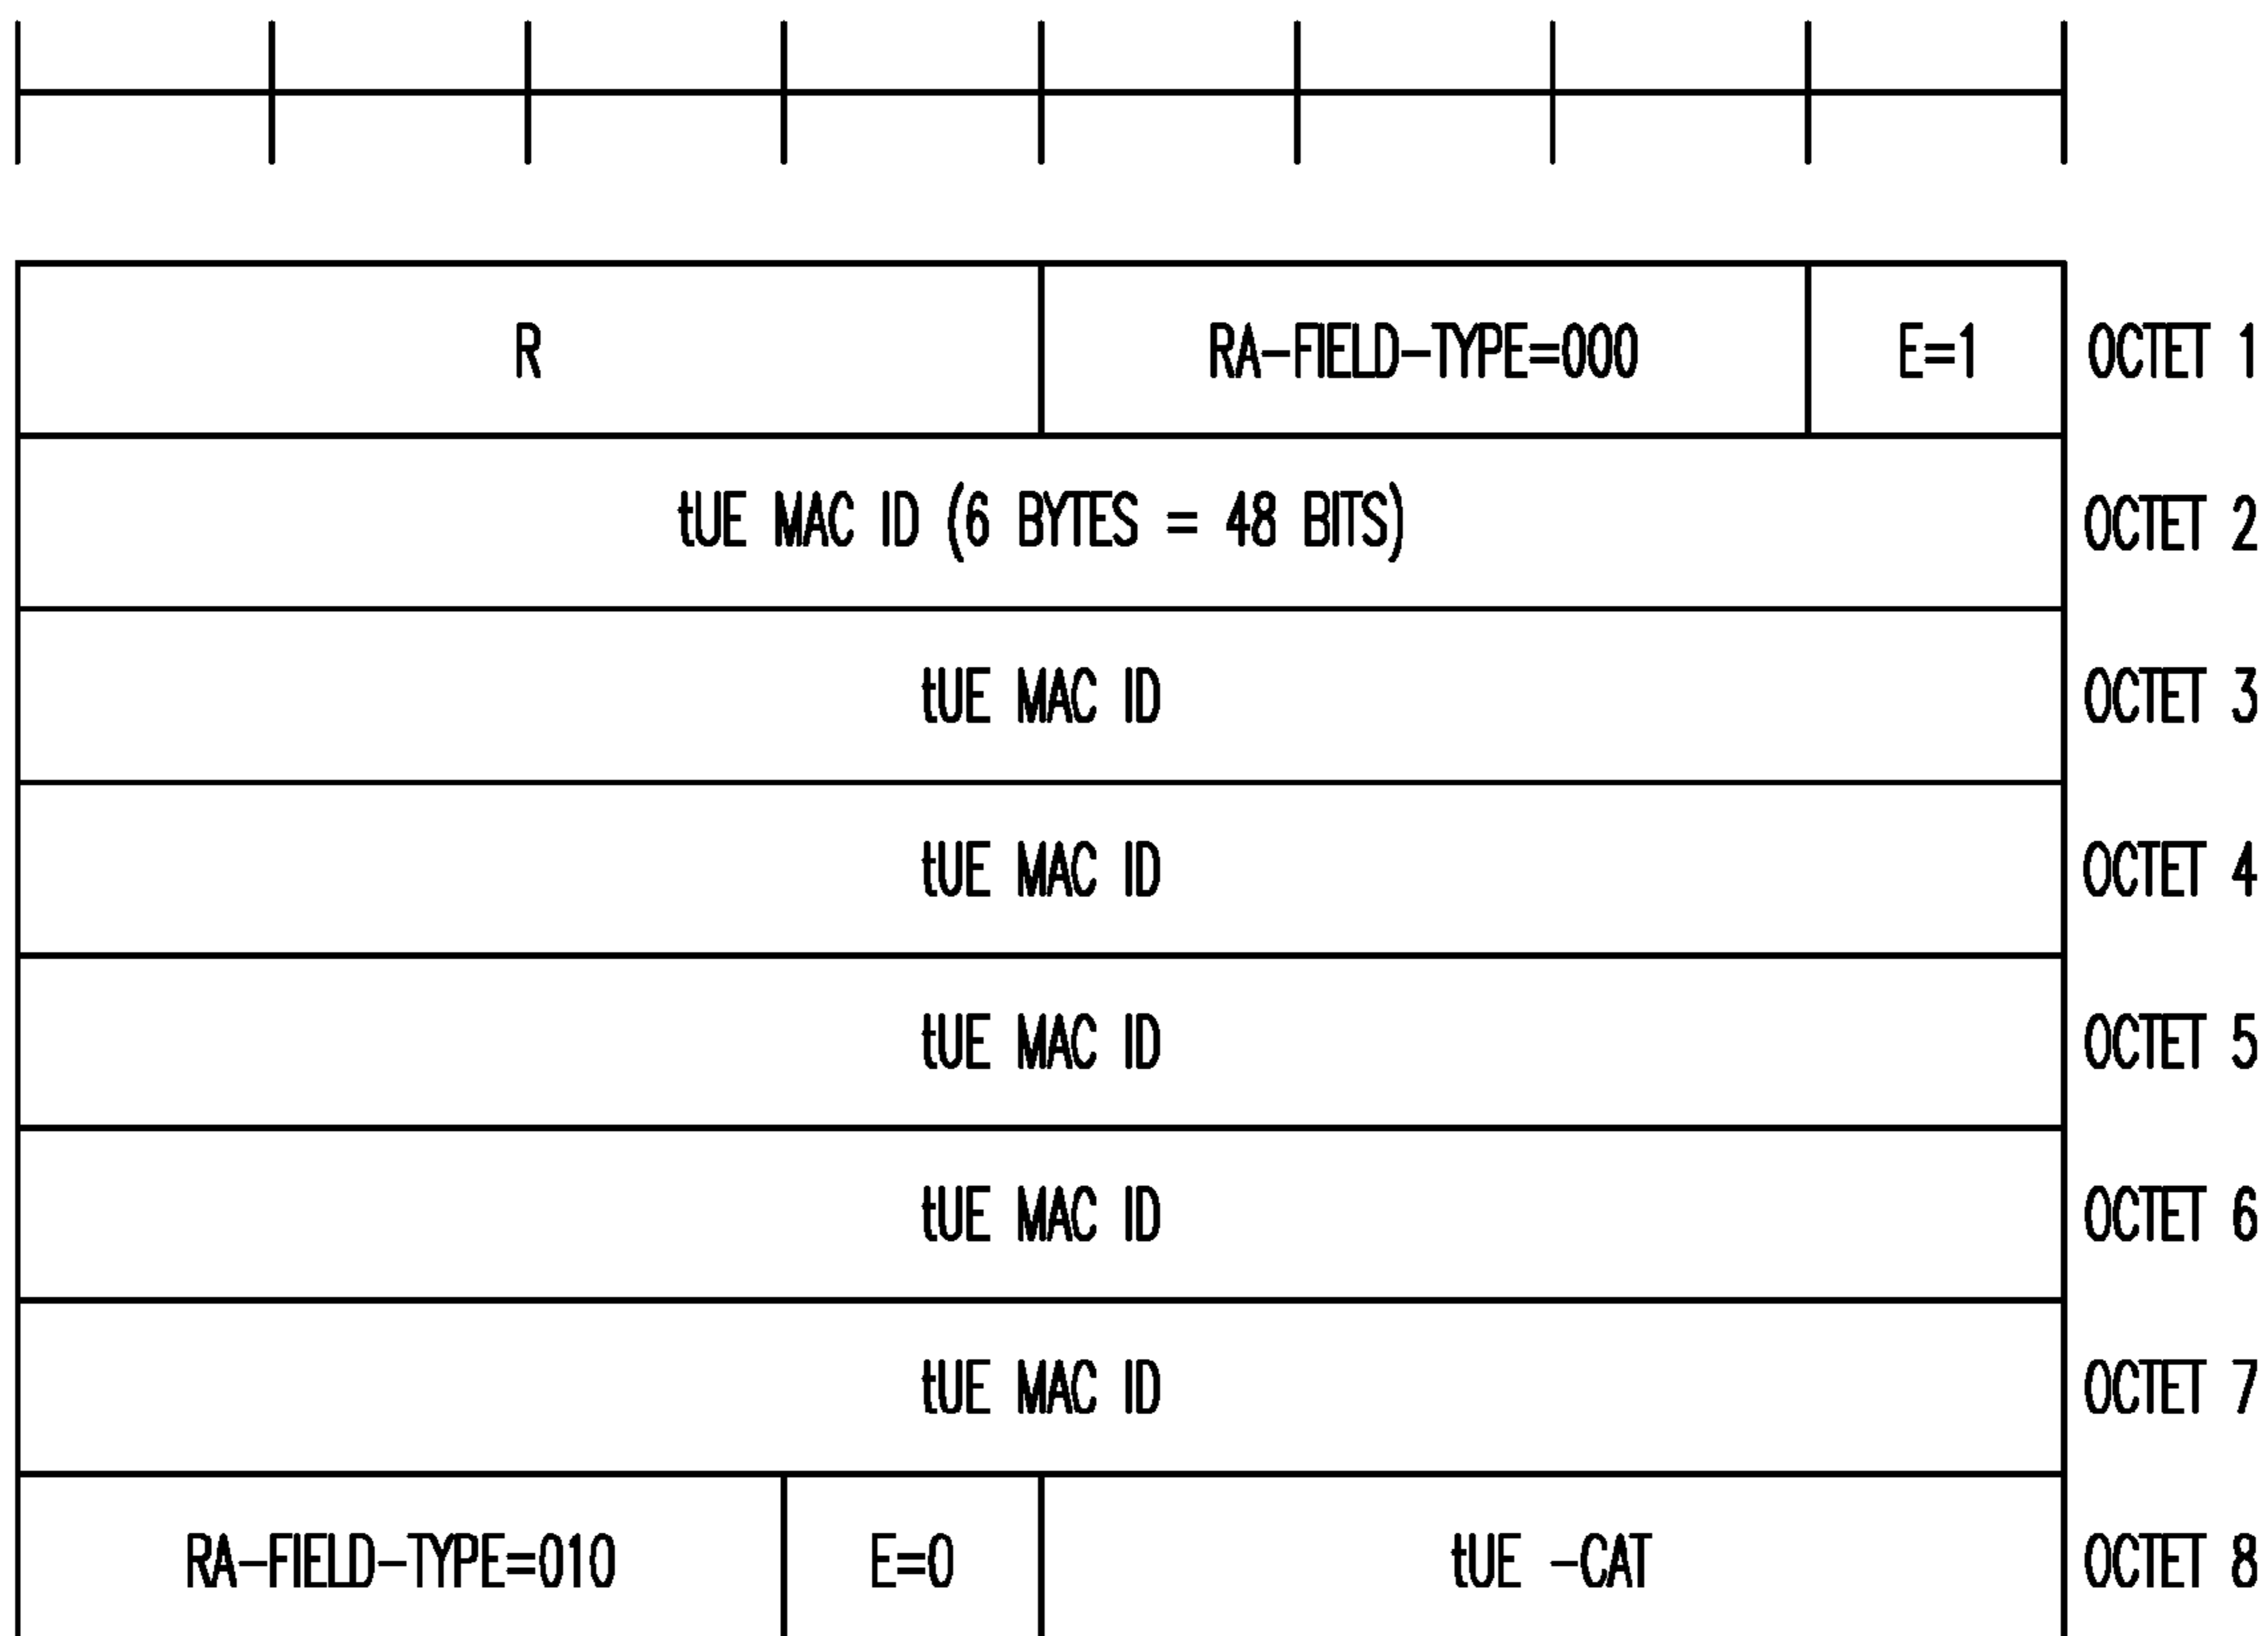 R RA-FIELD-TYPE=000 E=1 OCTET 1
tUE MAC ID (6 BYTES = 48 BITS) OCTET 2
tUE MAC ID OCTET 3
tUE MAC ID OCTET 4
tUE MAC ID OCTET 5
tUE MAC ID OCTET 6
tUE MAC ID OCTET 7
RA-FIELD-TYPE=010 E=0 tUE -CAT OCTET 8